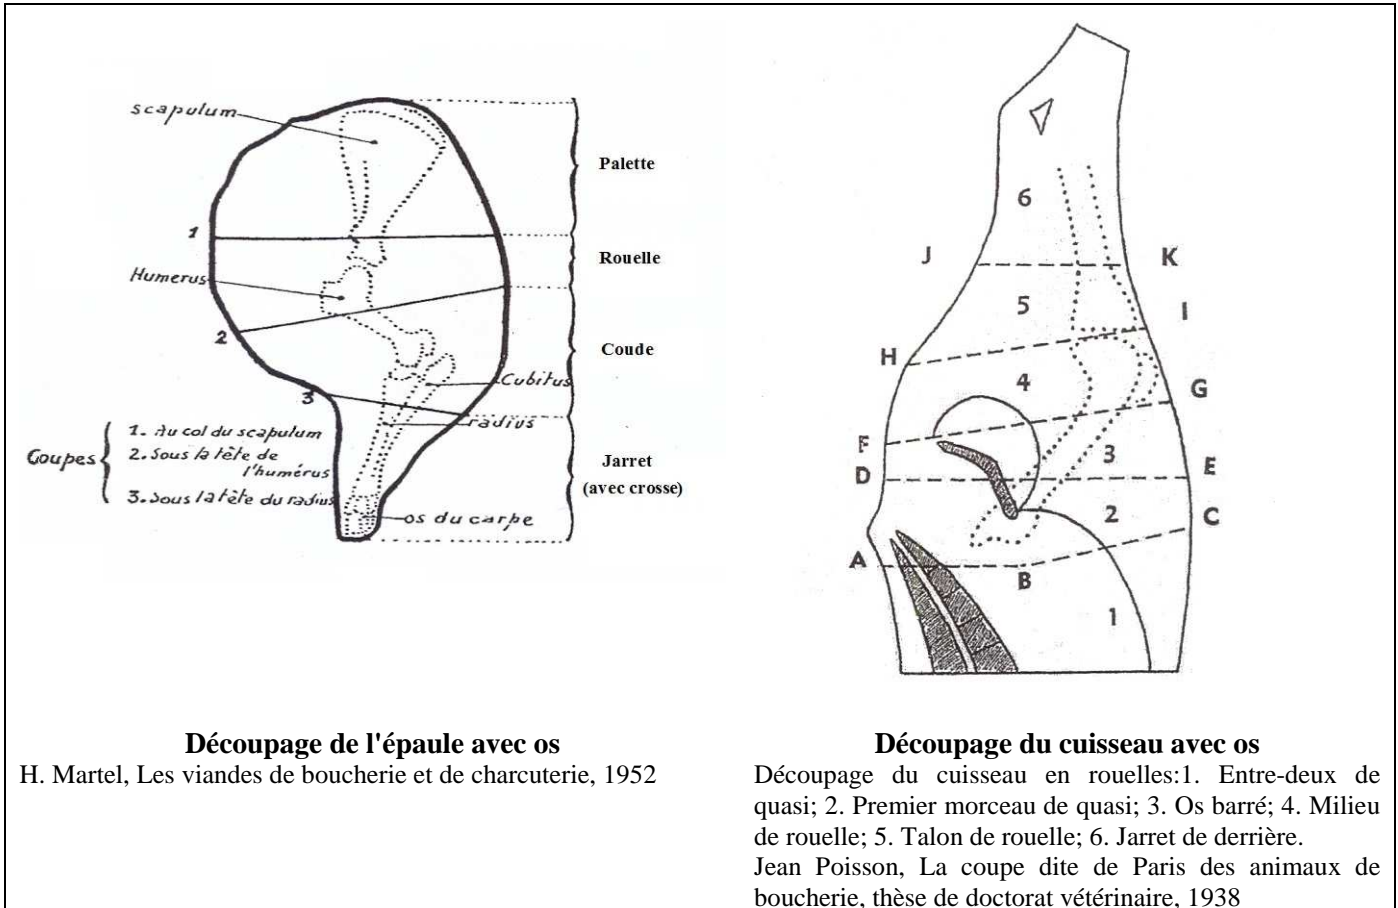 scapulum
Palette
1
Rouelle
Humerus
2
Coude
Cubitus
3
radius
Coupes
1. Au col du scapulum
2. Sous la tête de
l'humérus
3. Sous la tête du radius
Jarret
(avec crosse)
os du carpe
6
J
K
5
I
H
4
G
F
3
D
E
2
C
A
B
1
Découpage de l'épaule avec os
H. Martel, Les viandes de boucherie et de charcuterie, 1952
Découpage du cuisseau avec os
Découpage du cuisseau en rouelles:1. Entre-deux de
quasi; 2. Premier morceau de quasi; 3. Os barré; 4. Milieu
de rouelle; 5. Talon de rouelle; 6. Jarret de derrière.
Jean Poisson, La coupe dite de Paris des animaux de
boucherie, thèse de doctorat vétérinaire, 1938